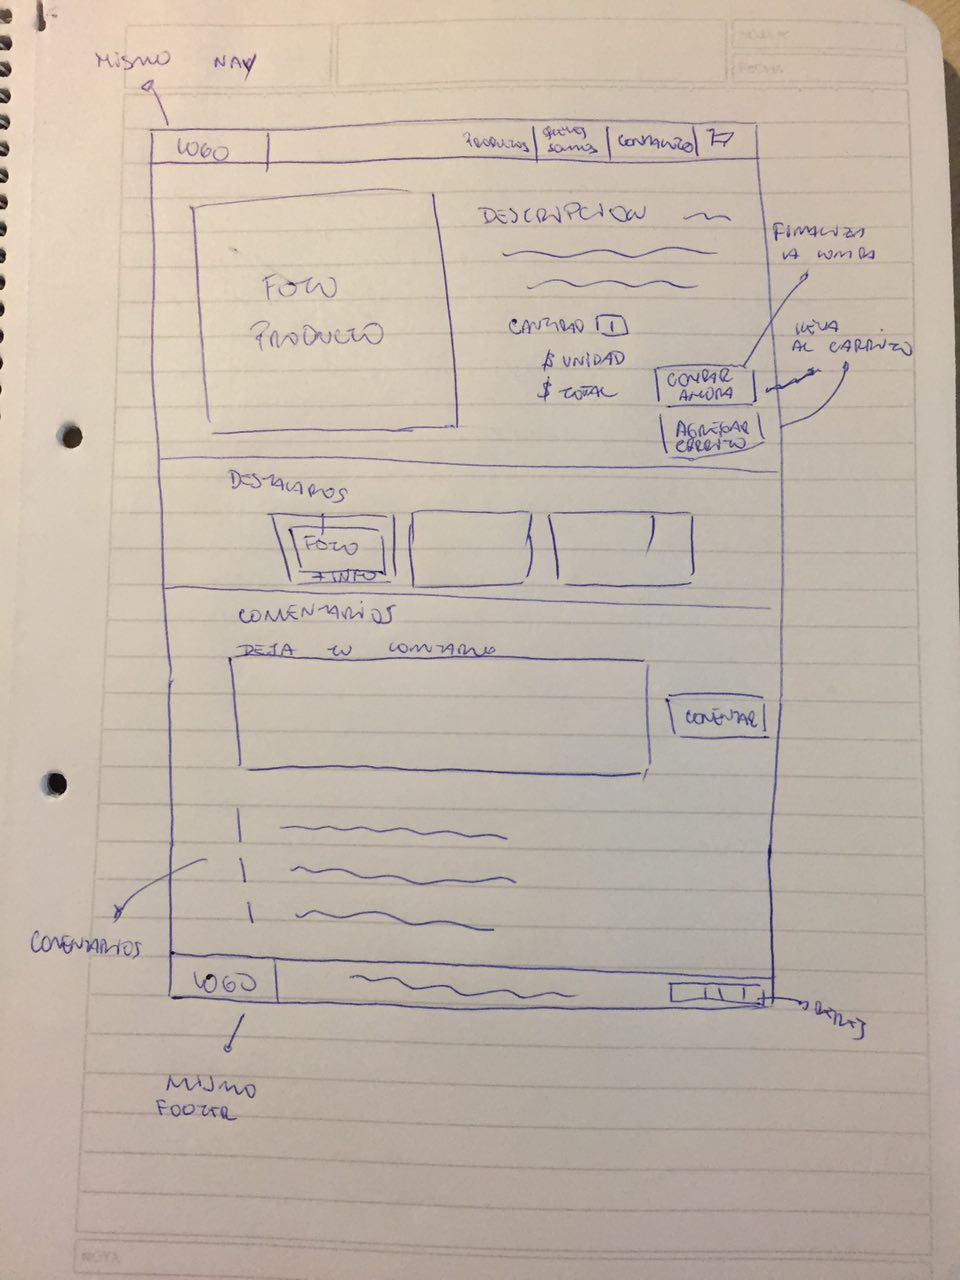 MISMO NAV
LOGO
PRODUCTOS
QUIENES
SOMOS
CONTACTO
DESCRIPCION
FOTO
PRODUCTO
FINALIZA
LA COMPRA
CANTIDAD 1
$ UNIDAD
$ TOTAL
COMPRAR
AHORA
LLEVA
AL CARRITO
AGREGAR
CARRITO
DESTACADOS
FOTO
+ INFO
COMENTARIOS
DEJA TU COMENTARIO
COMENTAR
COMENTARIOS
LOGO
REDES
MISMO
FOOTER
NOTA